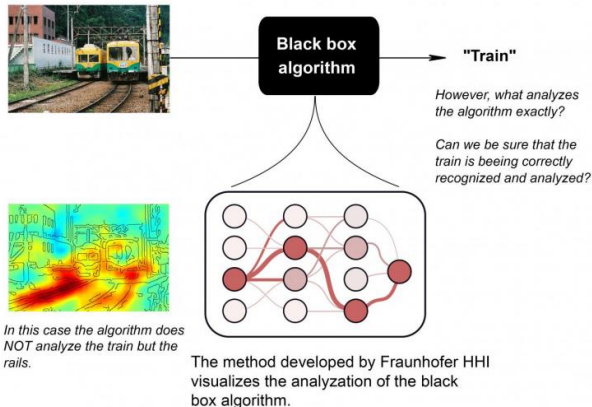 Black box
algorithm
"Train"
However, what analyzes
the algorithm exactly?
Can we be sure that the
train is beeing correctly
recognized and analyzed?
In this case the algorithm does
NOT analyze the train but the
rails.
The method developed by Fraunhofer HHI
visualizes the analyzation of the black
box algorithm.